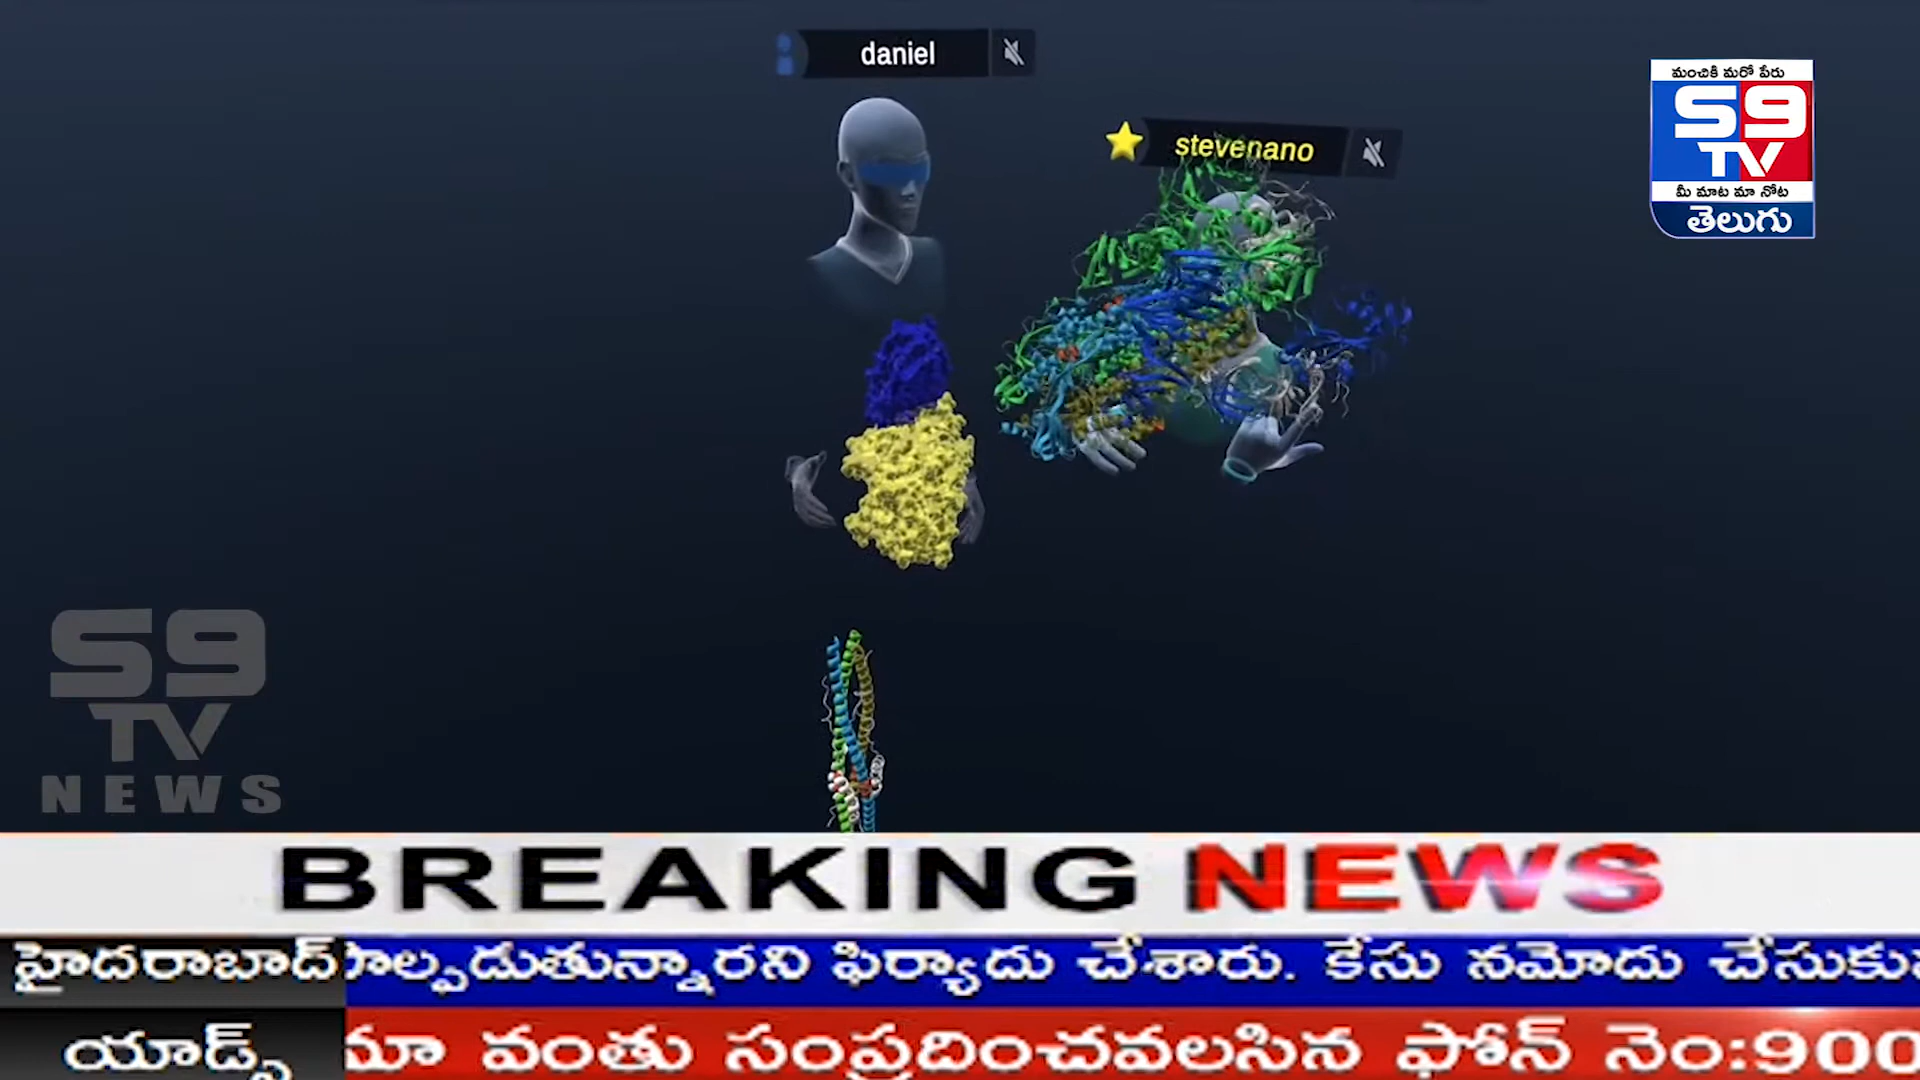 daniel
stevenano
మంచికి మరో పేరు
S9
TV
మీ మాట మా నోట
తెలుగు
S9
TV
NEWS
BREAKING NEWS
హైదరాబాద్ పాల్పడుతున్నారని ఫిర్యాదు చేశారు. కేసు నమోదు చేసుకు
యాడ్స్ మా వంతు సంప్రదించవలసిన ఫోన్ నెం:900